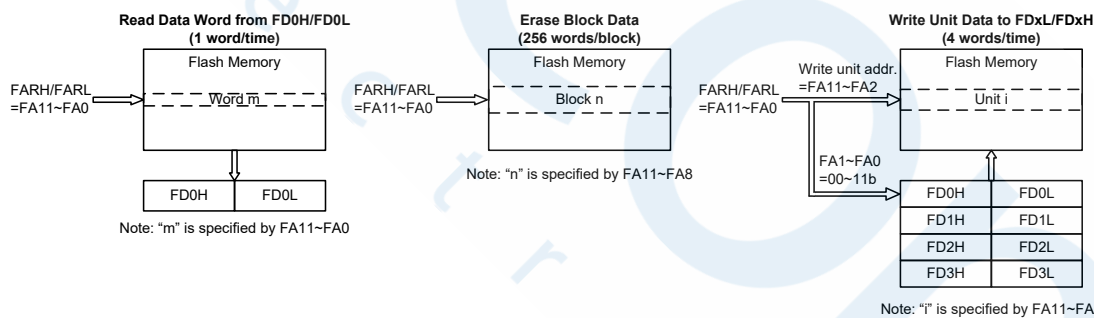 Read Data Word from FD0H/FD0L
(1 word/time)
Flash Memory
FARH/FARL
=FA11~FA0
Word m
FD0H FD0L
Note: “m” is specified by FA11~FA0
Erase Block Data
(256 words/block)
Flash Memory
FARH/FARL
=FA11~FA0
Block n
Note: “n” is specified by FA11~FA8
Write Unit Data to FDxL/FDxH
(4 words/time)
Flash Memory
Write unit addr.
=FA11~FA2
FARH/FARL
=FA11~FA0
Unit i
FA1~FA0
=00~11b
FD0H FD0L
FD1H FD1L
FD2H FD2L
FD3H FD3L
Note: “i” is specified by FA11~FA